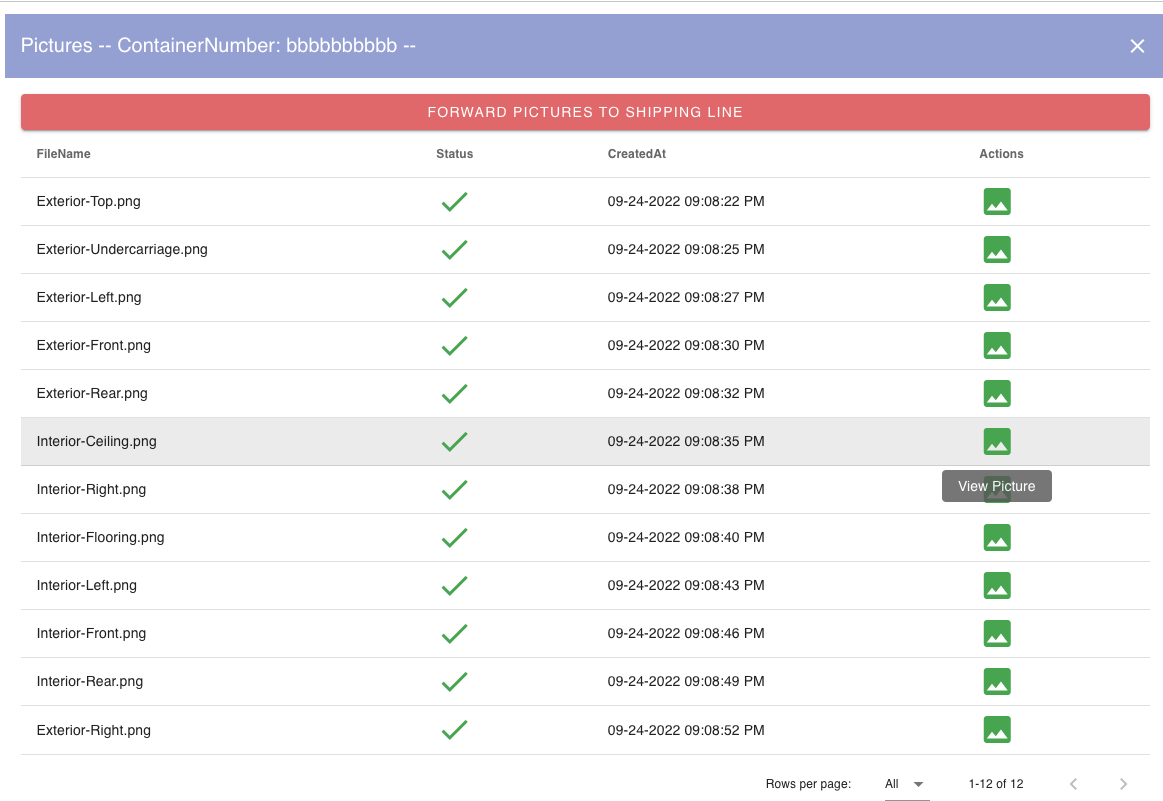 Pictures -- ContainerNumber: bbbbbbbbbb --
FORWARD PICTURES TO SHIPPING LINE
FileName Status CreatedAt Actions
Exterior-Top.png 09-24-2022 09:08:22 PM
Exterior-Undercarriage.png 09-24-2022 09:08:25 PM
Exterior-Left.png 09-24-2022 09:08:27 PM
Exterior-Front.png 09-24-2022 09:08:30 PM
Exterior-Rear.png 09-24-2022 09:08:32 PM
Interior-Ceiling.png 09-24-2022 09:08:35 PM
Interior-Right.png 09-24-2022 09:08:38 PM View Picture
Interior-Flooring.png 09-24-2022 09:08:40 PM
Interior-Left.png 09-24-2022 09:08:43 PM
Interior-Front.png 09-24-2022 09:08:46 PM
Interior-Rear.png 09-24-2022 09:08:49 PM
Exterior-Right.png 09-24-2022 09:08:52 PM
Rows per page: All 1-12 of 12